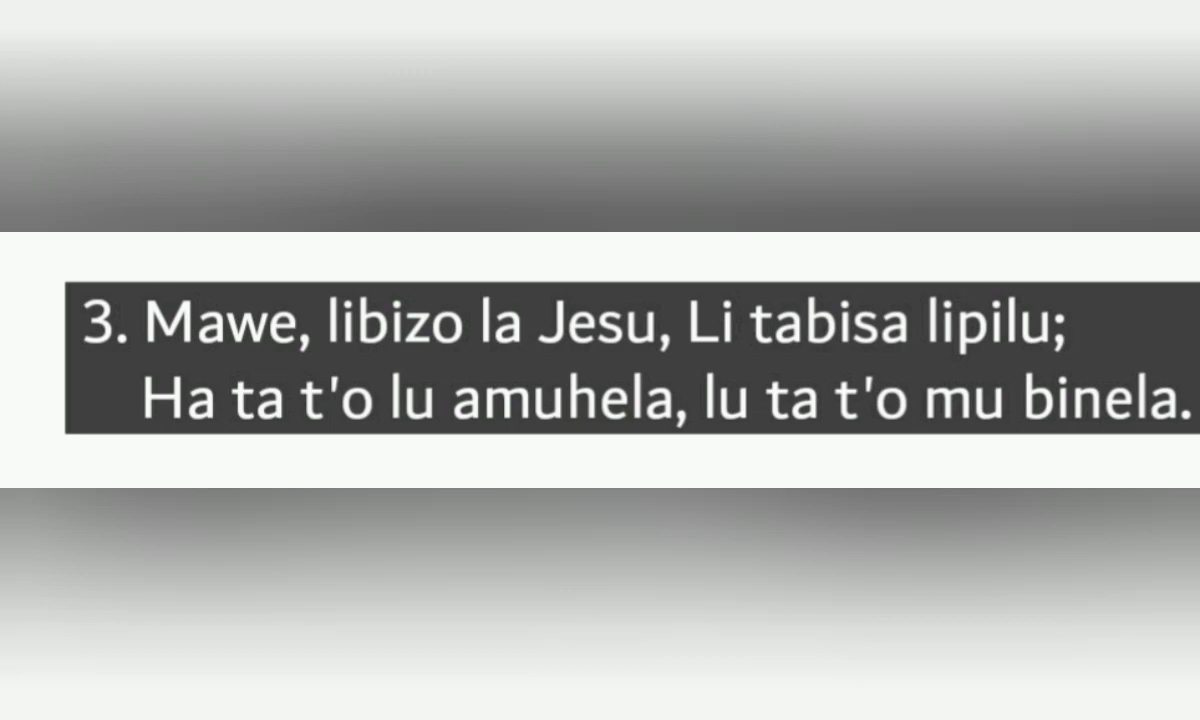 3. Mawe, libizo la Jesu, Li tabisa lipilu;
Ha ta t'o lu amuhela, lu ta t'o mu binela.